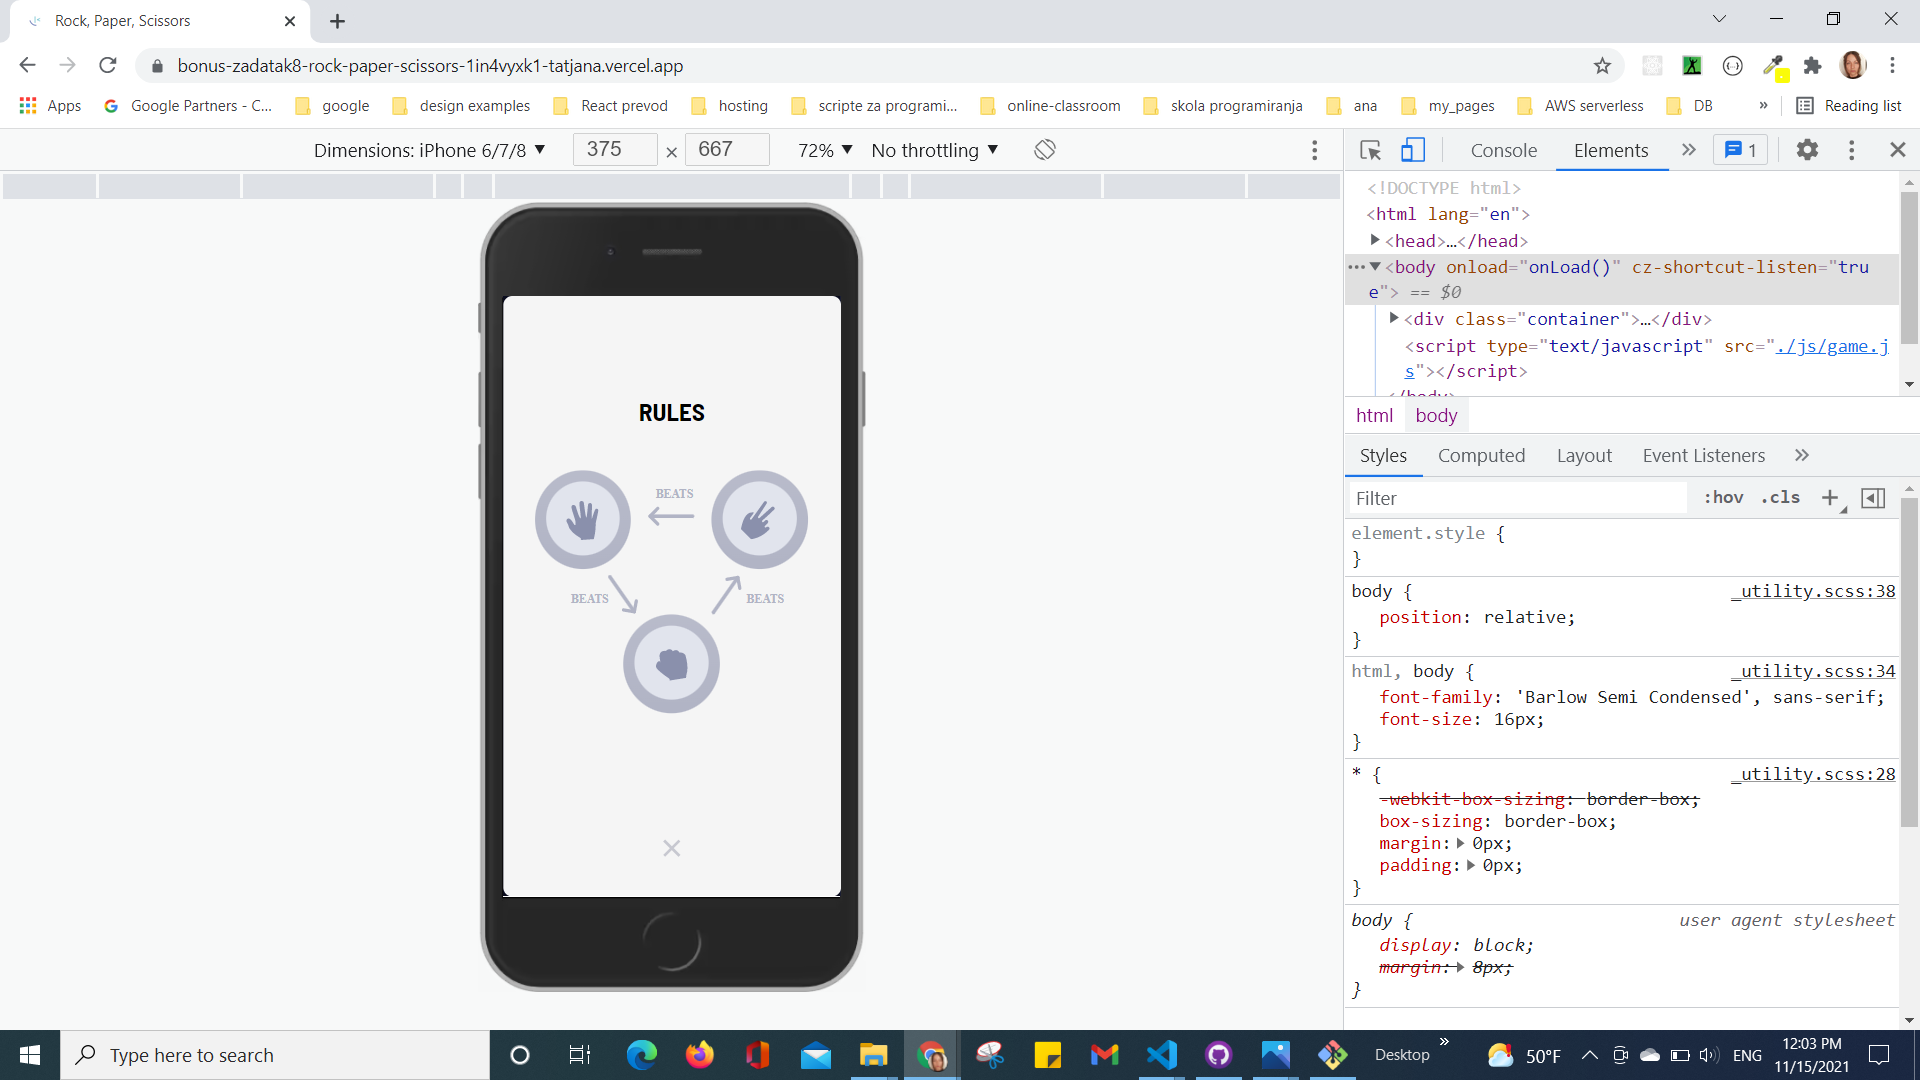 Rock, Paper, Scissors
bonus-zadatak8-rock-paper-scissors-1in4vyxk1-tatjana.vercel.app
Apps Google Partners - C... google design examples React prevod hosting scripte za programi... online-classroom skola programiranja ana my_pages AWS serverless DB » Reading list
Dimensions: iPhone 6/7/8 375 × 667 72% No throttling
Console Elements » 1
<!DOCTYPE html>
<html lang="en">
<head>…</head>
<body onload="onLoad()" cz-shortcut-listen="tru
e"> == $0
<div class="container">…</div>
<script type="text/javascript" src="./js/game.j
s"></script>
</body>
html body
Styles Computed Layout Event Listeners »
Filter :hov .cls
element.style {
}
body { _utility.scss:38
position: relative;
}
html, body { _utility.scss:34
font-family: 'Barlow Semi Condensed', sans-serif;
font-size: 16px;
}
* { _utility.scss:28
-webkit-box-sizing: border-box;
box-sizing: border-box;
margin: 0px;
padding: 0px;
}
body { user agent stylesheet
display: block;
margin: 8px;
}
RULES
BEATS
BEATS BEATS
Type here to search
Desktop » 50°F ENG 12:03 PM
11/15/2021